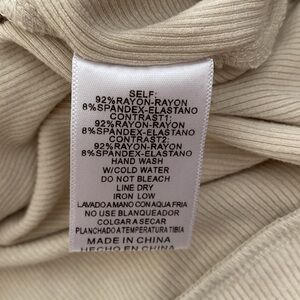 SELF:
92%RAYON-RAYON
8%SPANDEX-ELASTANO
CONTRAST1:
92%RAYON-RAYON
8%SPANDEX-ELASTANO
CONTRAST2:
92%RAYON-RAYON
8%SPANDEX-ELASTANO
HAND WASH
W/COLD WATER
DO NOT BLEACH
LINE DRY
IRON LOW
LAVADO A MANO CON AQUA FRIA
NO USE BLANQUEADOR
COLGAR A SECAR
PLANCHADO A TEMPERATURA TIBIA
MADE IN CHINA
HECHO EN CHINA